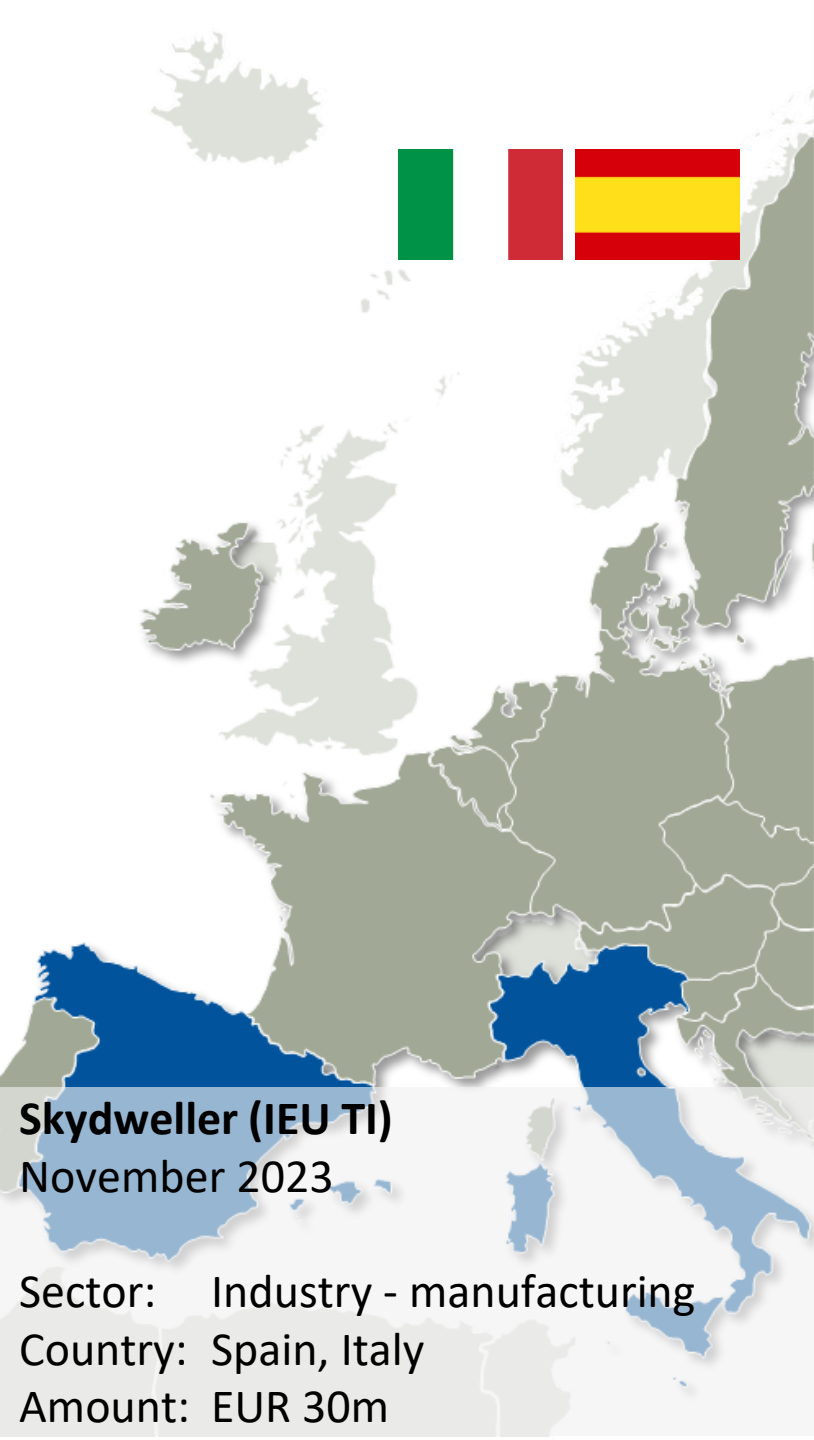 Skydweller (IEU TI)
November 2023
Sector: Industry - manufacturing
Country: Spain, Italy
Amount: EUR 30m